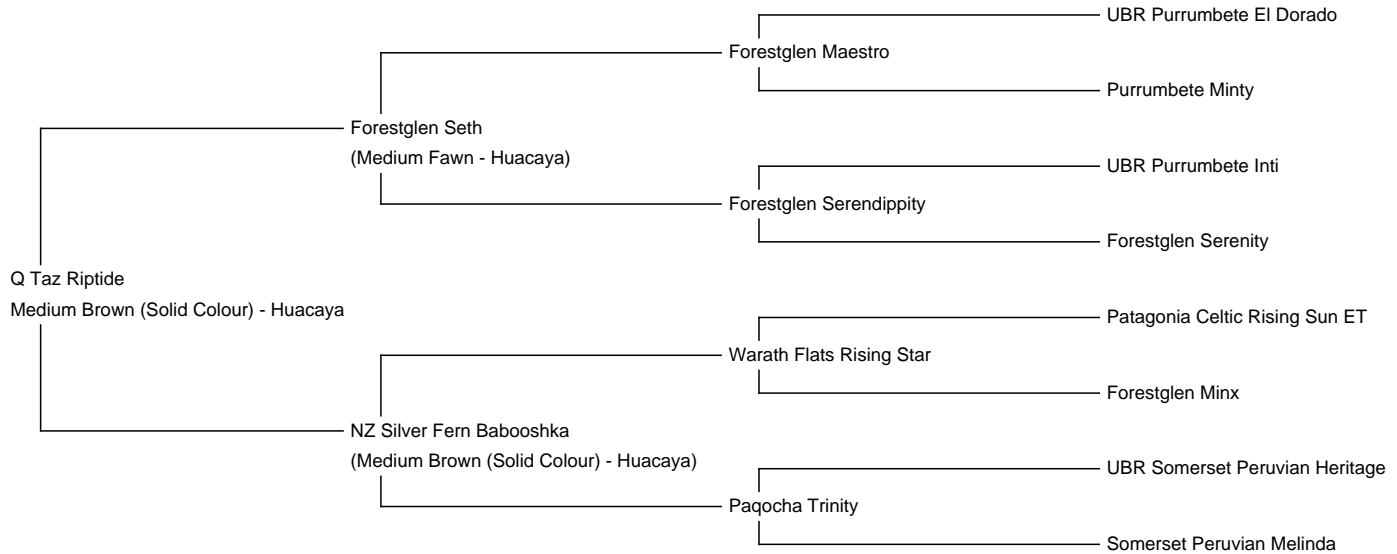 UBR Purrumbete El Dorado
Forestglen Maestro
Purrumbete Minty
Forestglen Seth
(Medium Fawn - Huacaya)
UBR Purrumbete Inti
Forestglen Serendippity
Forestglen Serenity
Q Taz Riptide
Medium Brown (Solid Colour) - Huacaya
Patagonia Celtic Rising Sun ET
Warath Flats Rising Star
Forestglen Minx
NZ Silver Fern Babooshka
(Medium Brown (Solid Colour) - Huacaya)
UBR Somerset Peruvian Heritage
Paqocha Trinity
Somerset Peruvian Melinda